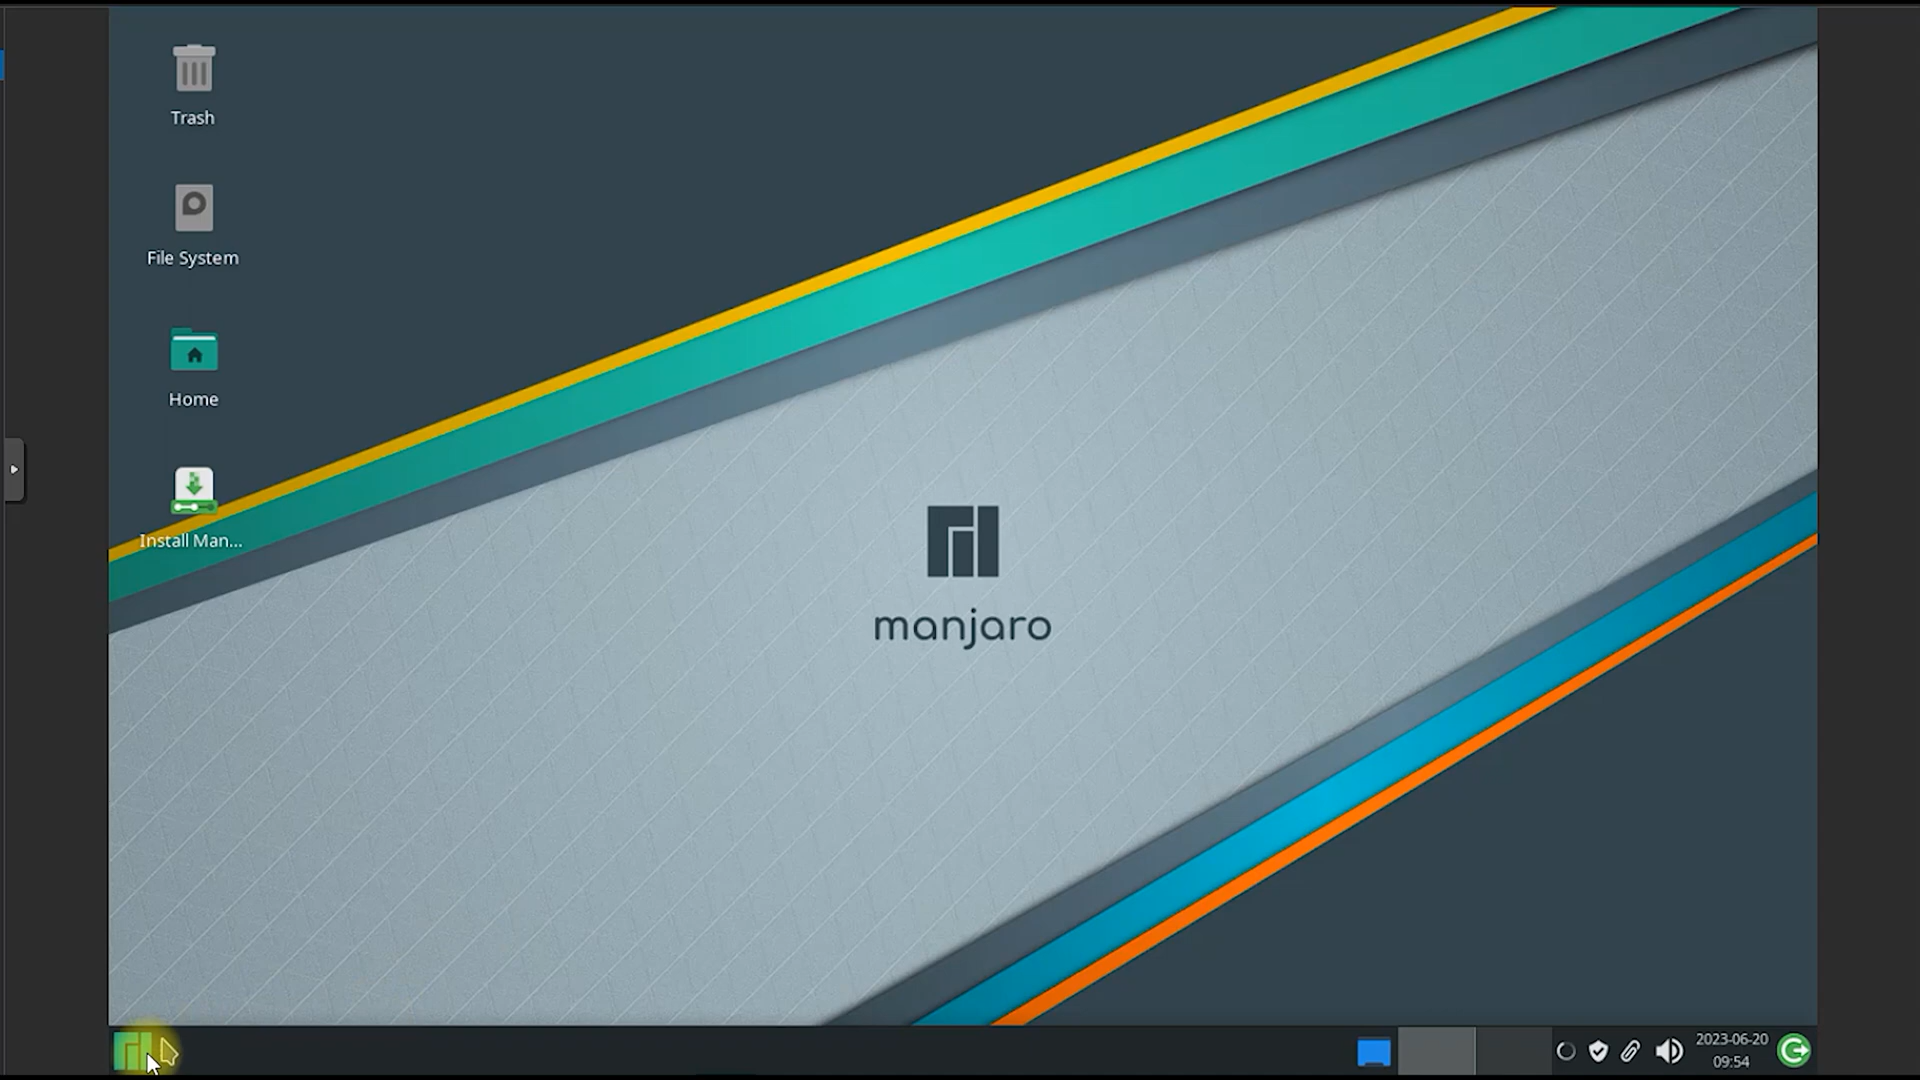 Trash
File System
Home
Install Man...
manjaro
2023-06-20
09:54